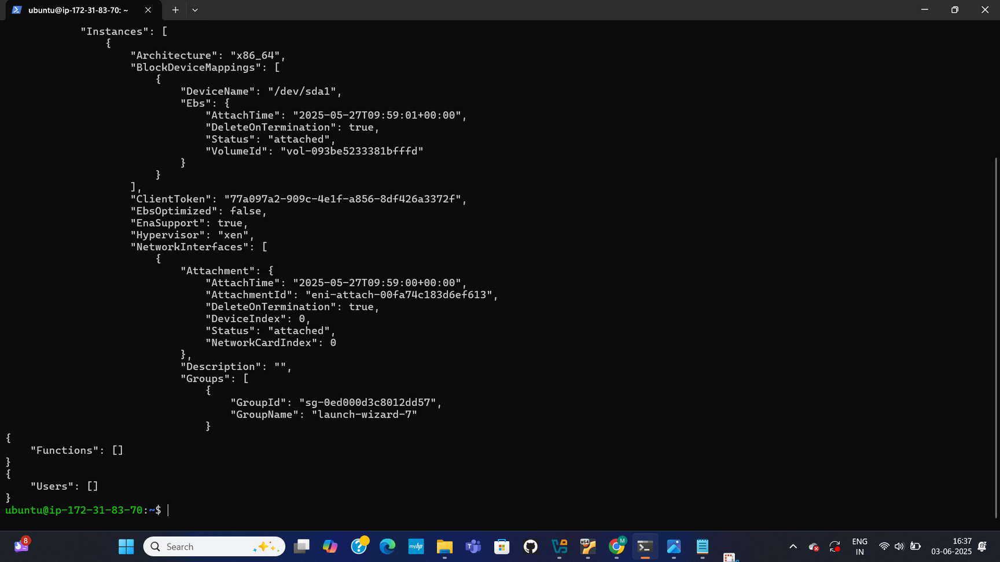 ubuntu@ip-172-31-83-70: ~
"Instances": [
{
"Architecture": "x86_64",
"BlockDeviceMappings": [
{
"DeviceName": "/dev/sda1",
"Ebs": {
"AttachTime": "2025-05-27T09:59:01+00:00",
"DeleteOnTermination": true,
"Status": "attached",
"VolumeId": "vol-093be5233381bfffd"
}
}
],
"ClientToken": "77a097a2-909c-4e1f-a856-8df426a3372f",
"EbsOptimized": false,
"EnaSupport": true,
"Hypervisor": "xen",
"NetworkInterfaces": [
{
"Attachment": {
"AttachTime": "2025-05-27T09:59:00+00:00",
"AttachmentId": "eni-attach-00fa74c183d6ef613",
"DeleteOnTermination": true,
"DeviceIndex": 0,
"Status": "attached",
"NetworkCardIndex": 0
},
"Description": "",
"Groups": [
{
"GroupId": "sg-0ed000d3c8012dd57",
"GroupName": "launch-wizard-7"
}
{
"Functions": []
}
{
"Users": []
}
ubuntu@ip-172-31-83-70:~$
8
Search
myhp
X64
M
ENG
IN
16:37
03-06-2025